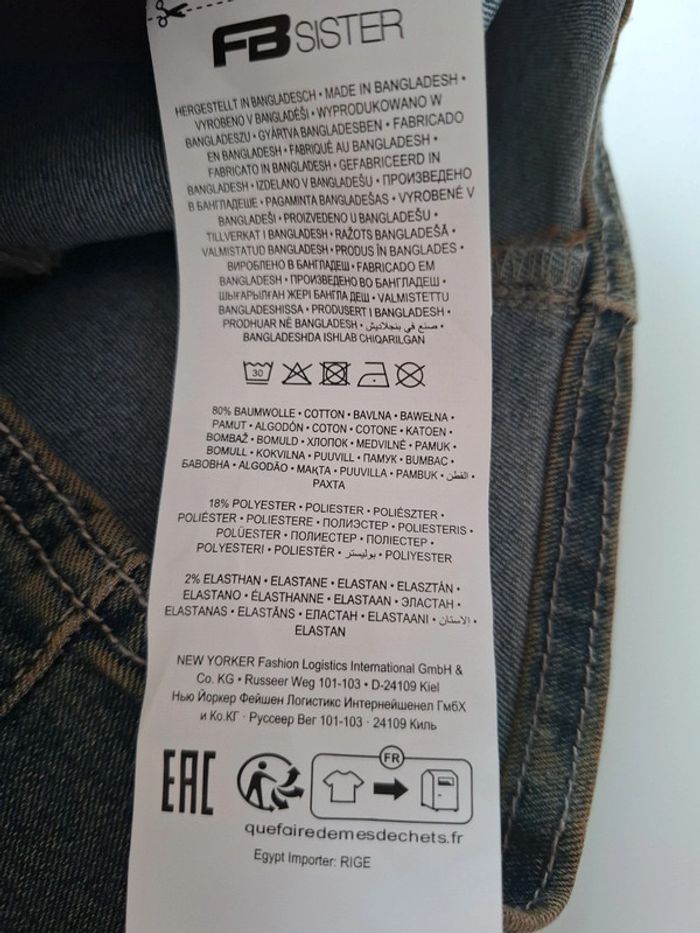 FB SISTER
HERGESTELLT IN BANGLADESCH • MADE IN BANGLADESH •
VYROBENO V BANGLADÉŠI • WYPRODUKOWANO W
BANGLADESZU • GYÁRTVA BANGLADESBEN • FABRICADO
EN BANGLADESH • FABRIQUÉ AU BANGLADESH •
FABRICATO IN BANGLADESH • GEFABRICEERD IN
BANGLADESH • IZDELANO V BANGLADEŠU • ПРОИЗВЕДЕНО
В БАНГЛАДЕШЕ • PAGAMINTA BANGLADEŠAS • VYROBENÉ V
BANGLADEŠI • PROIZVEDENO U BANGLADEŠU •
TILLVERKAT I BANGLADESH • RAŽOTS BANGLADEŠĀ •
VALMISTATUD BANGLADESH • PRODUS ÎN BANGLADES •
ВИРОБЛЕНО В БАНГЛАДЕШ • FABRICADO EM
BANGLADESH • ПРОИЗВЕДЕНО ВО БАНГЛАДЕШ •
ШЫҒАРЫЛҒАН ЖЕРІ БАНГЛА ДЕШ • VALMISTETTU
BANGLADESHISSA • PRODUSERT I BANGLADESH •
PRODHUAR NË BANGLADESH • صنع في بنجلاديش •
BANGLADESHDA ISHLAB CHIQARILGAN
30
80% BAUMWOLLE • COTTON • BAVLNA • BAWEŁNA •
PAMUT • ALGODÓN • COTON • COTONE • KATOEN •
BOMBAŽ • BOMULD • ХЛОПОК • MEDVILNĖ • PAMUK •
BOMULL • KOKVILNA • PUUVILL • ПАМУК • BUMBAC •
БАВОВНА • ALGODÃO • МАҚТА • PUUVILLA • PAMBUK • القطن •
PAXTA
18% POLYESTER • POLIESTER • POLIÉSZTER •
POLIÉSTER • POLIESTERE • ПОЛИЭСТЕР • POLIESTERIS •
POLÜESTER • ПОЛИЕСТЕР • ПОЛІЕСТЕР •
POLYESTERI • POLIESTËR • بوليستر • POLIYESTER
2% ELASTHAN • ELASTANE • ELASTAN • ELASZTÁN •
ELASTANO • ÉLASTHANNE • ELASTAAN • ЭЛАСТАН •
ELASTANAS • ELASTĀNS • ЕЛАСТАН • ELASTAANI • الاستان •
ELASTAN
NEW YORKER Fashion Logistics International GmbH &
Co. KG • Russeer Weg 101-103 • D-24109 Kiel
Нью Йоркер Фейшен Логистикс Интернейшенел ГмбХ
и Ко.КГ · Руссеер Вег 101-103 · 24109 Киль
EAC
FR
quefairedemesdechets.fr
Egypt Importer: RIGE